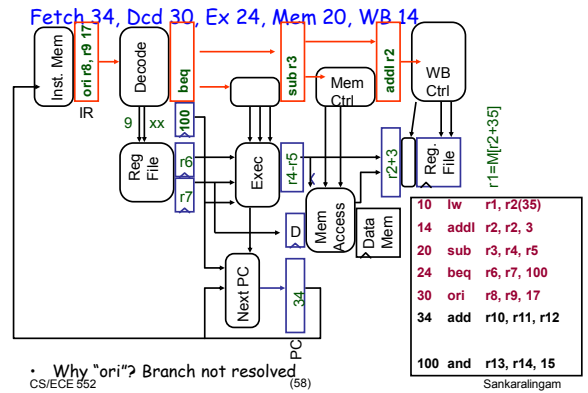 Fetch 34, Dcd 30, Ex 24, Mem 20, WB 14
Inst. Mem
ori r8, r9 17
IR
Decode
beq
sub r3
Mem Ctrl
addl r2
WB Ctrl
9 xx
100
Reg File
r6
r7
Exec
r4-r5
D
Mem Access
Data Mem
r2+3
Reg. File
r1=M[r2+35]
Next PC
34
PC
10 lw r1, r2(35)
14 addl r2, r2, 3
20 sub r3, r4, r5
24 beq r6, r7, 100
30 ori r8, r9, 17
34 add r10, r11, r12
100 and r13, r14, 15
• Why "ori"? Branch not resolved
CS/ECE 552 (58) Sankaralingam